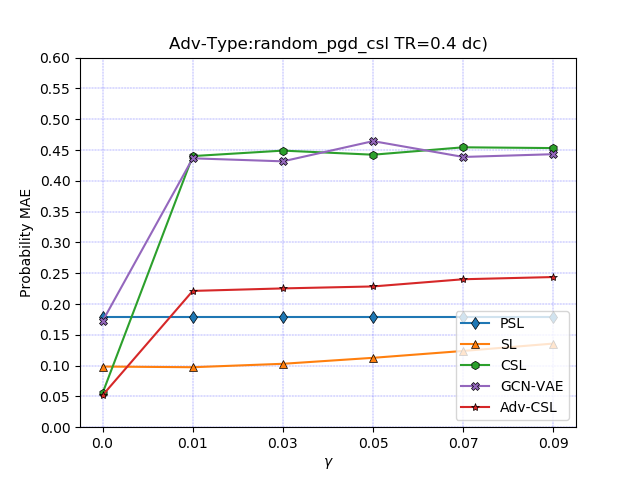 Adv-Type:random_pgd_csl TR=0.4 dc)
Probability MAE
0.60
0.55
0.50
0.45
0.40
0.35
0.30
0.25
0.20
0.15
0.10
0.05
0.00
PSL
SL
CSL
GCN-VAE
Adv-CSL
0.0 0.01 0.03 0.05 0.07 0.09
γ